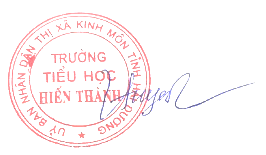 ỦY BAN NHÂN DÂN THỊ XÃ KINH MÔN TỈNH HẢI DƯƠNG
TRƯỜNG
TIỂU HỌC
HIẾN THÀNH